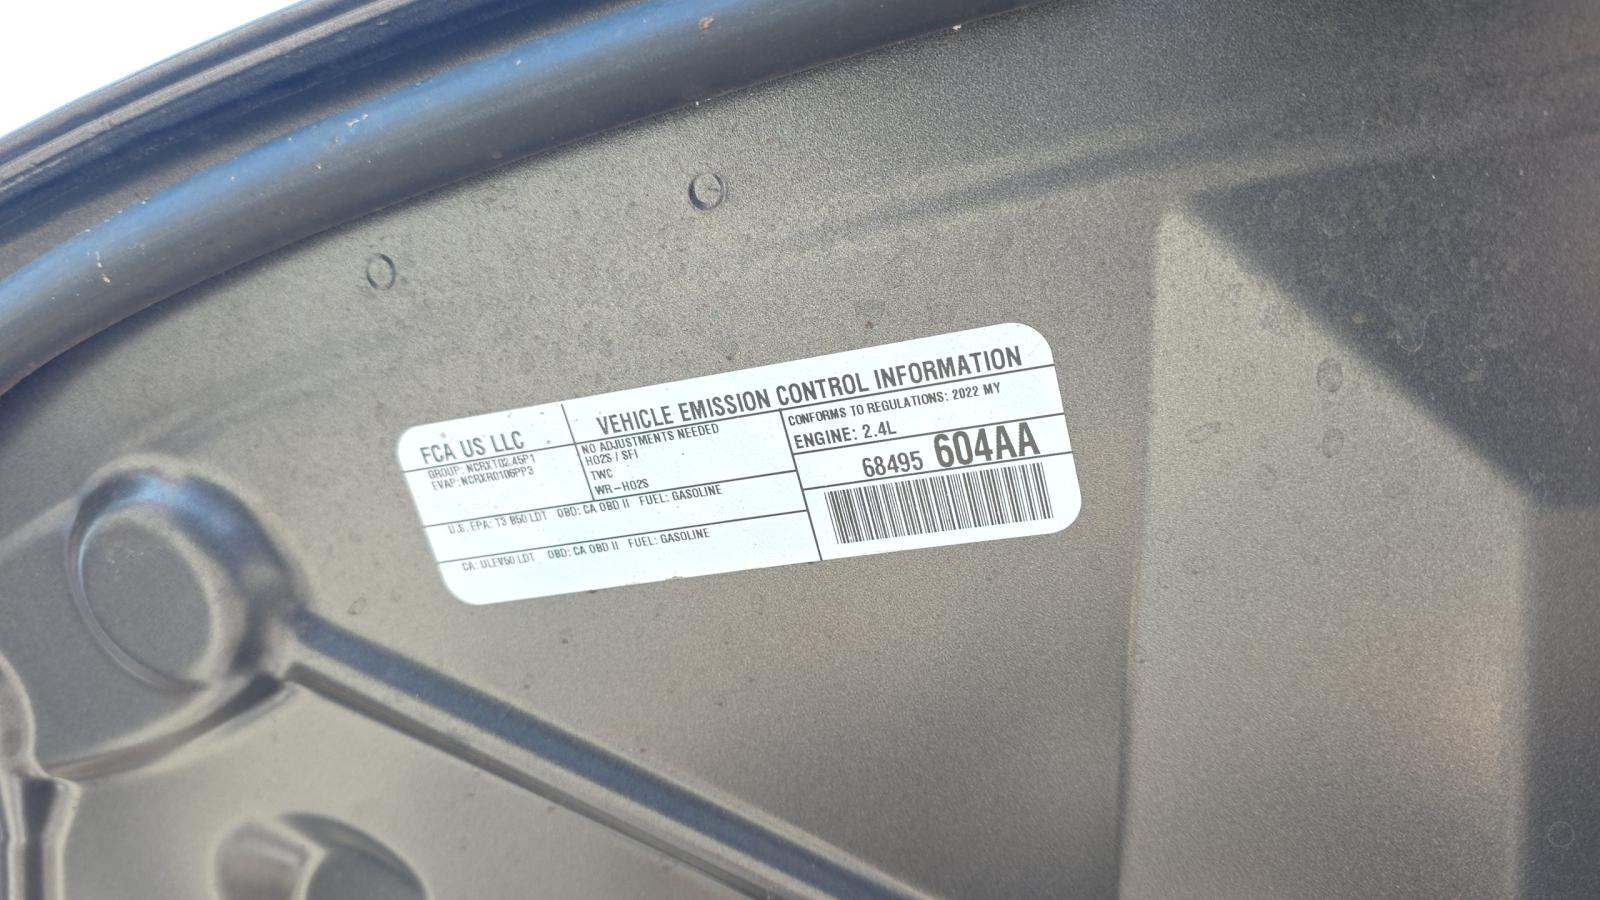 FCA US LLC
VEHICLE EMISSION CONTROL INFORMATION
GROUP: NCRXT02.45P1
EVAP: NCRXR0106PP3
NO ADJUSTMENTS NEEDED
HO2S / SFI
TWC
WR-HO2S
CONFORMS TO REGULATIONS: 2022 MY
ENGINE: 2.4L
68495 604AA
U.S. EPA: T3 B50 LDT OBD: CA OBD II FUEL: GASOLINE
CA: ULEV50 LDT OBD: CA OBD II FUEL: GASOLINE